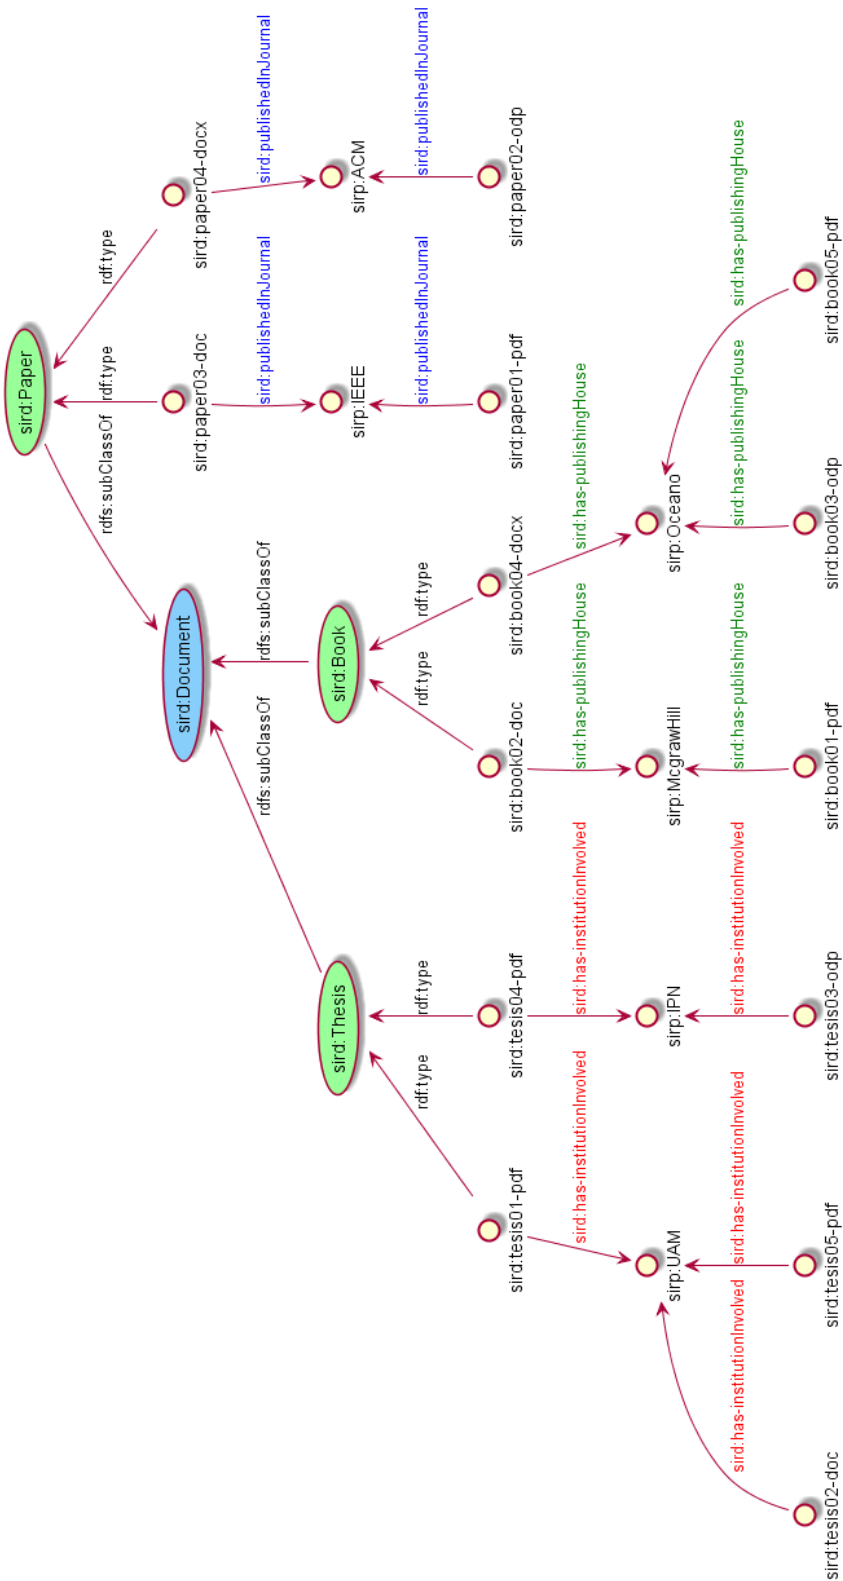 sird:Paper
rdf:type
rdf:type
rdfs:subClassOf
sird:paper04-docx
sird:paper03-doc
sird:publishedInJournal
sird:publishedInJournal
sird:Document
rdfs:subClassOf
rdfs:subClassOf
sirp:ACM
sirp:IEEE
sird:Book
sird:Thesis
sird:publishedInJournal
sird:publishedInJournal
rdf:type
rdf:type
rdf:type
rdf:type
sird:paper02-odp
sird:paper01-pdf
sird:book04-docx
sird:book02-doc
sird:tesis04-pdf
sird:tesis01-pdf
sird:has-publishingHouse
sird:has-publishingHouse
sird:has-institutionInvolved
sird:has-institutionInvolved
sirp:Oceano
sirp:McgrawHill
sirp:IPN
sirp:UAM
sird:has-publishingHouse
sird:has-publishingHouse
sird:has-publishingHouse
sird:has-institutionInvolved
sird:has-institutionInvolved
sird:has-institutionInvolved
sird:book05-pdf
sird:book03-odp
sird:book01-pdf
sird:tesis03-odp
sird:tesis05-pdf
sird:tesis02-doc